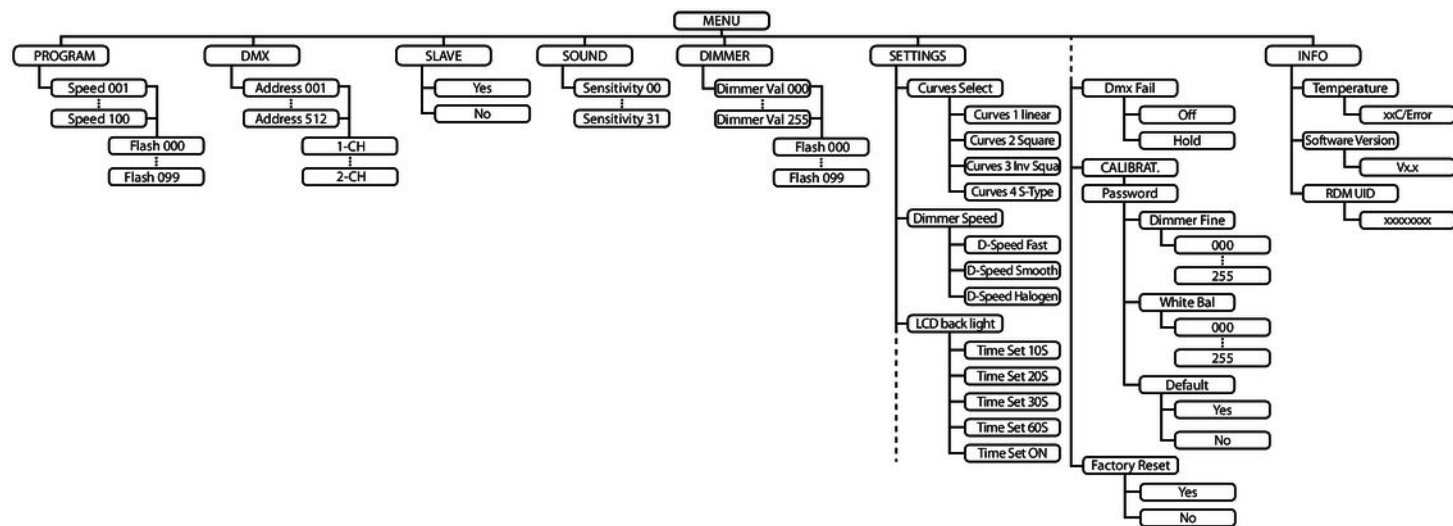 MENU
PROGRAM
Speed 001
Speed 100
Flash 000
Flash 099
DMX
Address 001
Address 512
1-CH
2-CH
SLAVE
Yes
No
SOUND
Sensitivity 00
Sensitivity 31
DIMMER
Dimmer Val 000
Dimmer Val 255
Flash 000
Flash 099
SETTINGS
Curves Select
Curves 1 linear
Curves 2 Square
Curves 3 Inv Squa
Curves 4 S-Type
Dimmer Speed
D-Speed Fast
D-Speed Smooth
D-Speed Halogen
LCD back light
Time Set 10S
Time Set 20S
Time Set 30S
Time Set 60S
Time Set ON
Dmx Fail
Off
Hold
CALIBRAT.
Password
Dimmer Fine
000
255
White Bal
000
255
Default
Yes
No
Factory Reset
Yes
No
INFO
Temperature
xxC/Error
Software Version
Vx.x
RDM UID
xxxxxxxx